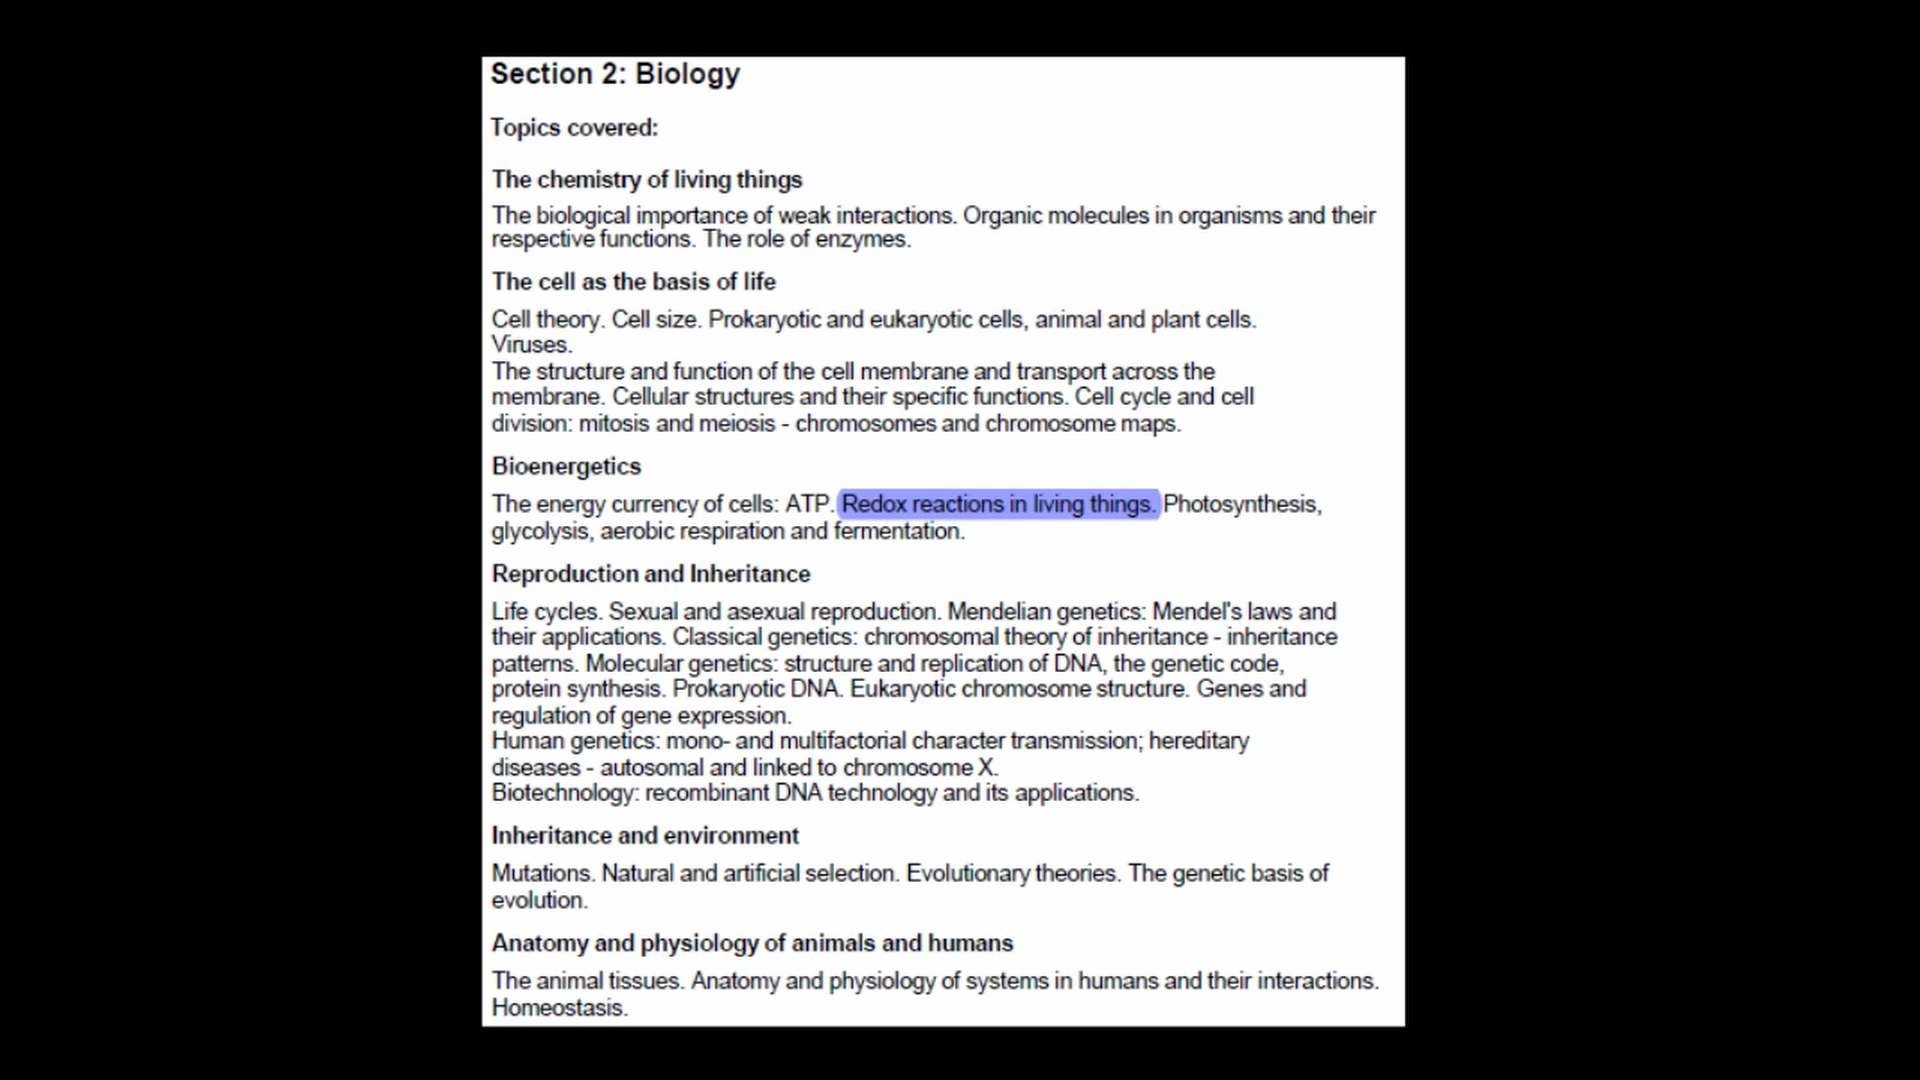 Section 2: Biology
Topics covered:
The chemistry of living things
The biological importance of weak interactions. Organic molecules in organisms and their
respective functions. The role of enzymes.
The cell as the basis of life
Cell theory. Cell size. Prokaryotic and eukaryotic cells, animal and plant cells.
Viruses.
The structure and function of the cell membrane and transport across the
membrane. Cellular structures and their specific functions. Cell cycle and cell
division: mitosis and meiosis - chromosomes and chromosome maps.
Bioenergetics
The energy currency of cells: ATP. Redox reactions in living things. Photosynthesis,
glycolysis, aerobic respiration and fermentation.
Reproduction and Inheritance
Life cycles. Sexual and asexual reproduction. Mendelian genetics: Mendel's laws and
their applications. Classical genetics: chromosomal theory of inheritance - inheritance
patterns. Molecular genetics: structure and replication of DNA, the genetic code,
protein synthesis. Prokaryotic DNA. Eukaryotic chromosome structure. Genes and
regulation of gene expression.
Human genetics: mono- and multifactorial character transmission; hereditary
diseases - autosomal and linked to chromosome X.
Biotechnology: recombinant DNA technology and its applications.
Inheritance and environment
Mutations. Natural and artificial selection. Evolutionary theories. The genetic basis of
evolution.
Anatomy and physiology of animals and humans
The animal tissues. Anatomy and physiology of systems in humans and their interactions.
Homeostasis.